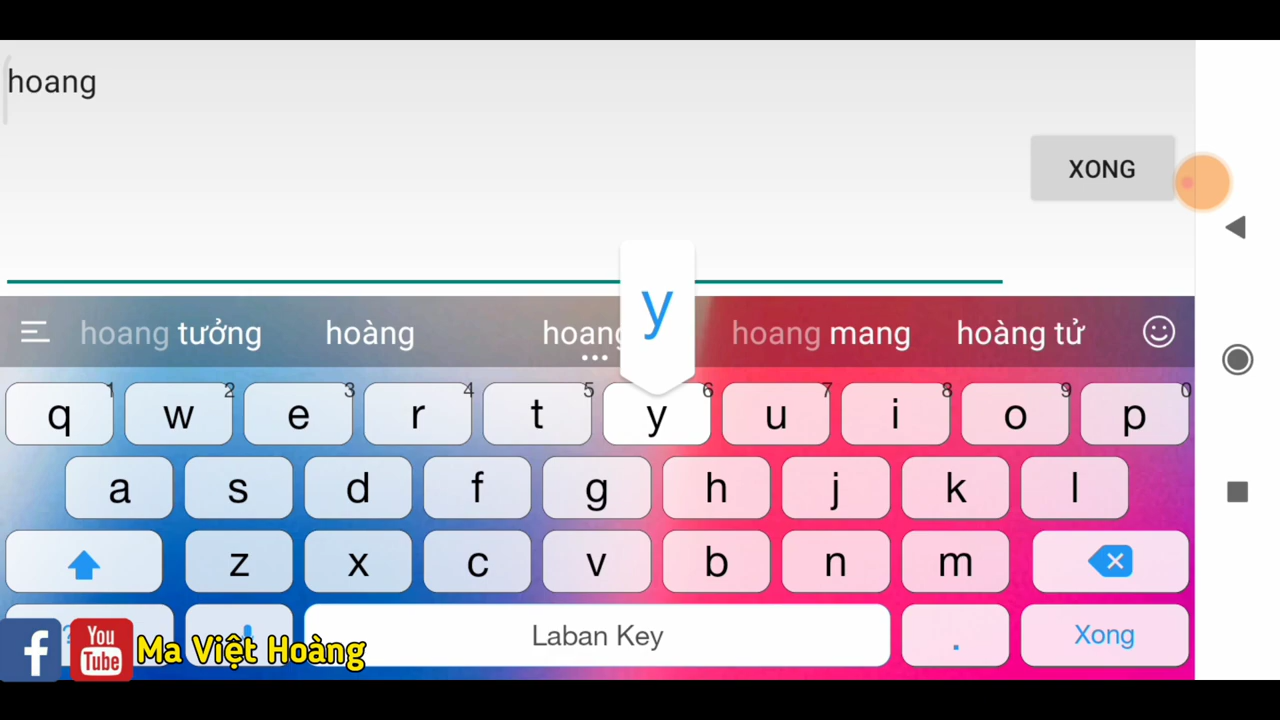 hoang
XONG
y
hoang tưởng hoàng hoang hoang mang hoàng tử
1 2 3 4 5 6 7 8 9 0
q w e r t y u i o p
a s d f g h j k l
z x c v b n m
Laban Key . Xong
f You Tube Ma Việt Hoàng